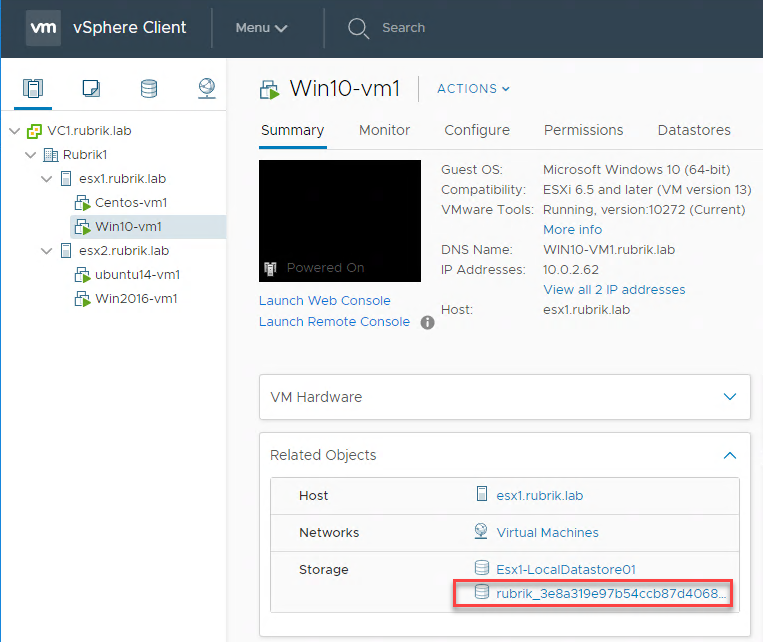 vm vSphere Client Menu Search
Win10-vm1 ACTIONS
Summary Monitor Configure Permissions Datastores
VC1.rubrik.lab
Rubrik1
esx1.rubrik.lab
Centos-vm1
Win10-vm1
esx2.rubrik.lab
ubuntu14-vm1
Win2016-vm1
Powered On
Launch Web Console
Launch Remote Console
Guest OS: Microsoft Windows 10 (64-bit)
Compatibility: ESXi 6.5 and later (VM version 13)
VMware Tools: Running, version:10272 (Current)
More info
DNS Name: WIN10-VM1.rubrik.lab
IP Addresses: 10.0.2.62
View all 2 IP addresses
Host: esx1.rubrik.lab
VM Hardware
Related Objects
Host esx1.rubrik.lab
Networks Virtual Machines
Storage Esx1-LocalDatastore01
rubrik_3e8a319e97b54ccb87d4068...